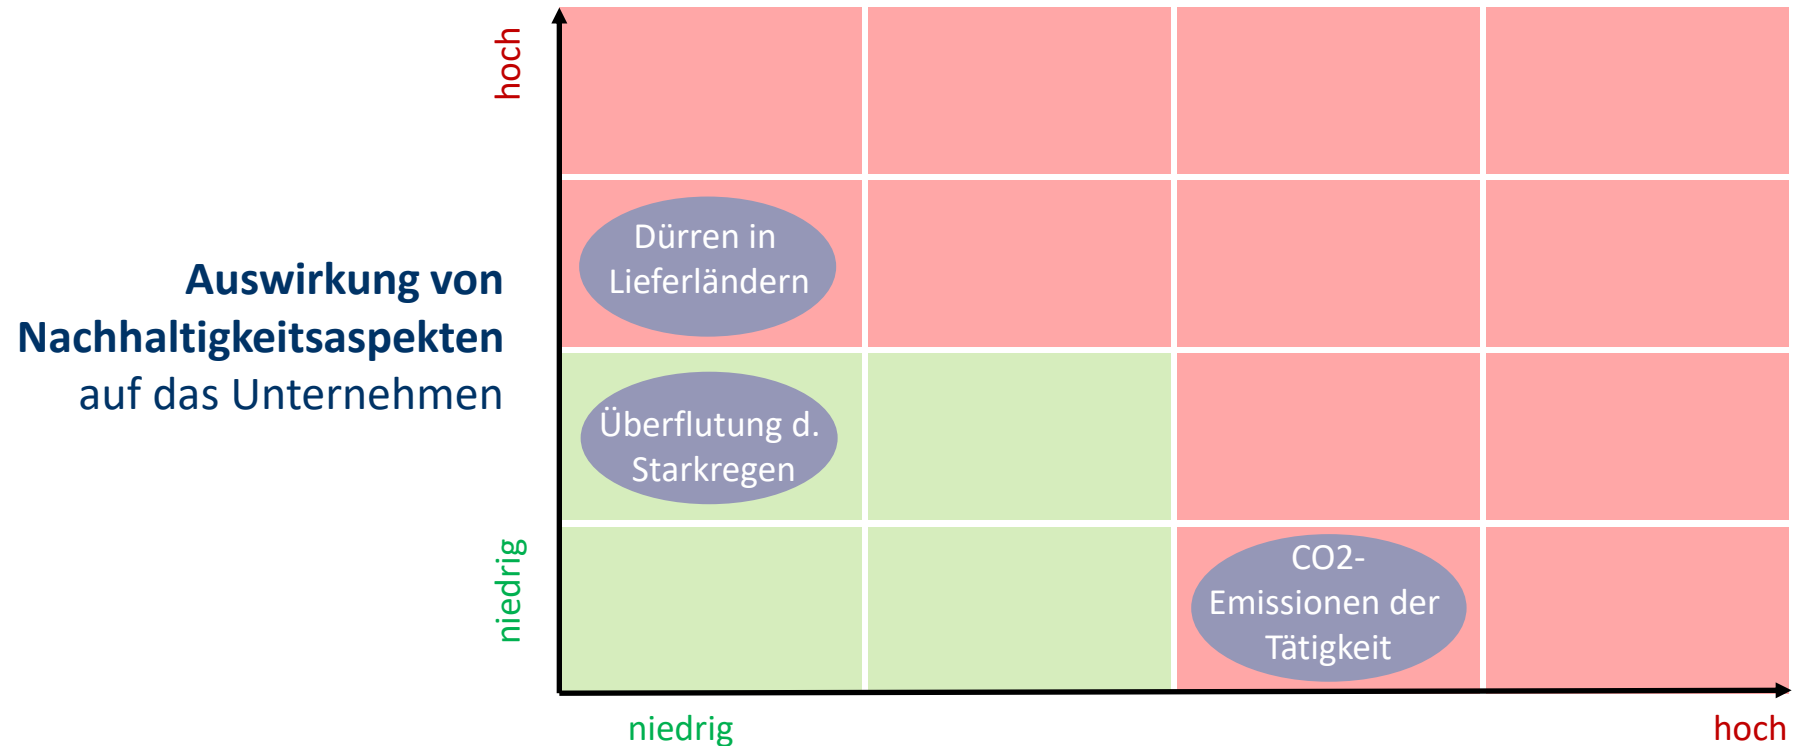 hoch
Dürren in
Lieferländern
Auswirkung von
Nachhaltigkeitsaspekten
auf das Unternehmen
Überflutung d.
Starkregen
niedrig
CO2-
Emissionen der
Tätigkeit
niedrig
hoch